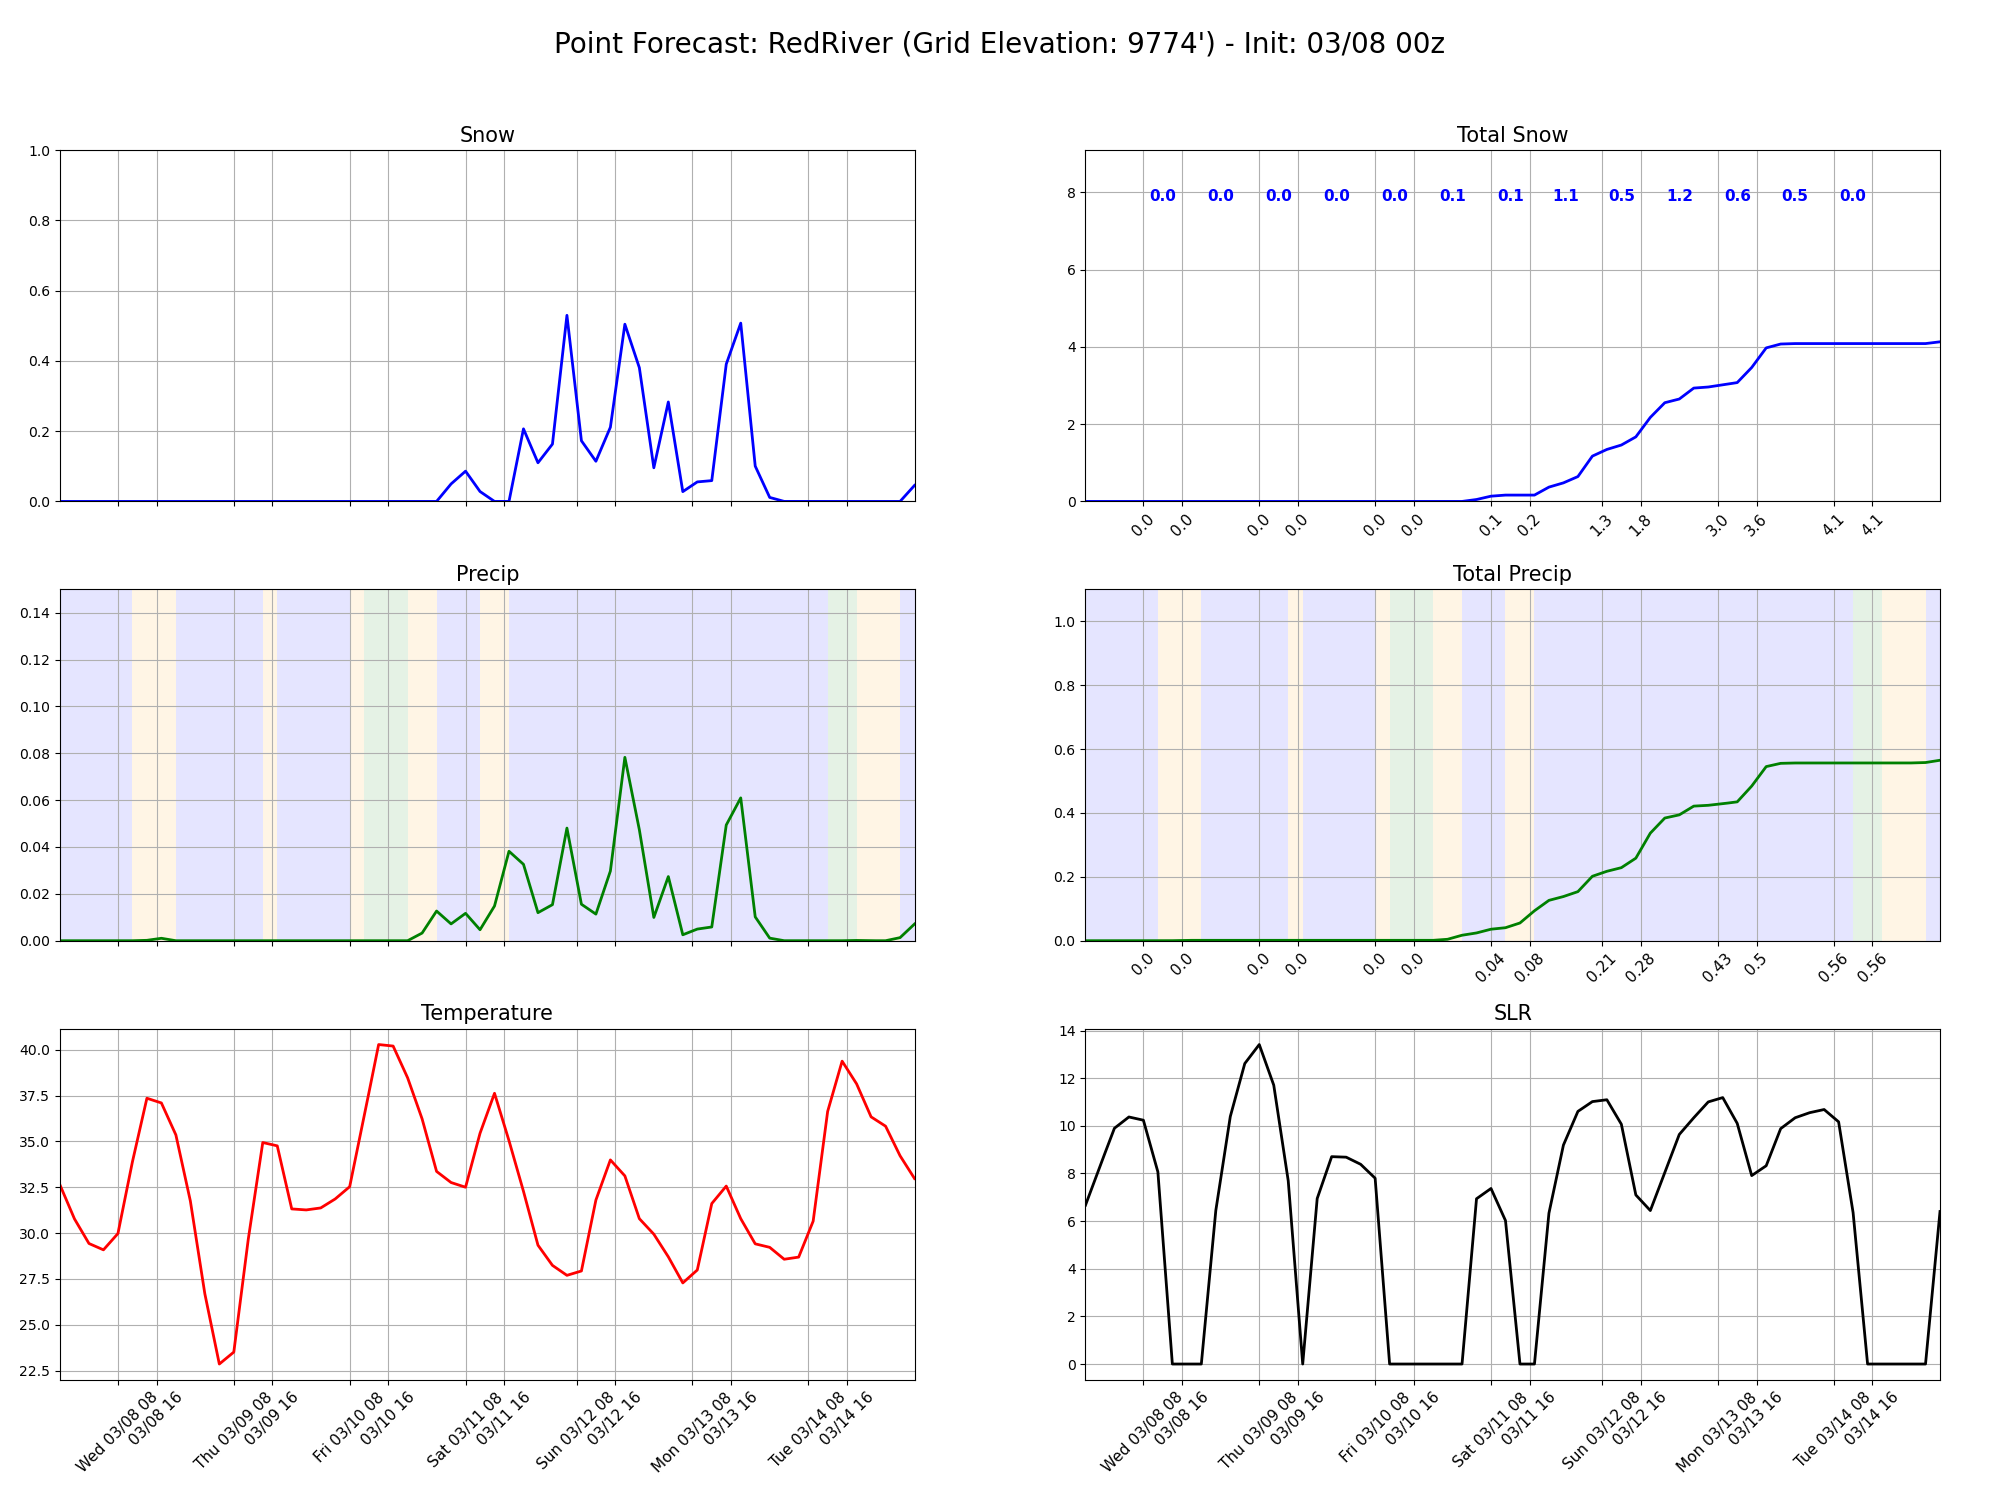 Point Forecast: RedRiver (Grid Elevation: 9774') - Init: 03/08 00z
Snow
1.0
0.8
0.6
0.4
0.2
0.0
Total Snow
8
6
4
2
0
0.0 0.0 0.0 0.0 0.0 0.1 0.1 1.1 0.5 1.2 0.6 0.5 0.0
0.0 0.0 0.0 0.0 0.0 0.0 0.1 0.2 1.3 1.8 3.0 3.6 4.1 4.1
Precip
0.14
0.12
0.10
0.08
0.06
0.04
0.02
0.00
Total Precip
1.0
0.8
0.6
0.4
0.2
0.0
0.0 0.0 0.0 0.0 0.0 0.0 0.04 0.08 0.21 0.28 0.43 0.5 0.56 0.56
Temperature
40.0
37.5
35.0
32.5
30.0
27.5
25.0
22.5
Wed 03/08 08
03/08 16
Thu 03/09 08
03/09 16
Fri 03/10 08
03/10 16
Sat 03/11 08
03/11 16
Sun 03/12 08
03/12 16
Mon 03/13 08
03/13 16
Tue 03/14 08
03/14 16
SLR
14
12
10
8
6
4
2
0
Wed 03/08 08
03/08 16
Thu 03/09 08
03/09 16
Fri 03/10 08
03/10 16
Sat 03/11 08
03/11 16
Sun 03/12 08
03/12 16
Mon 03/13 08
03/13 16
Tue 03/14 08
03/14 16